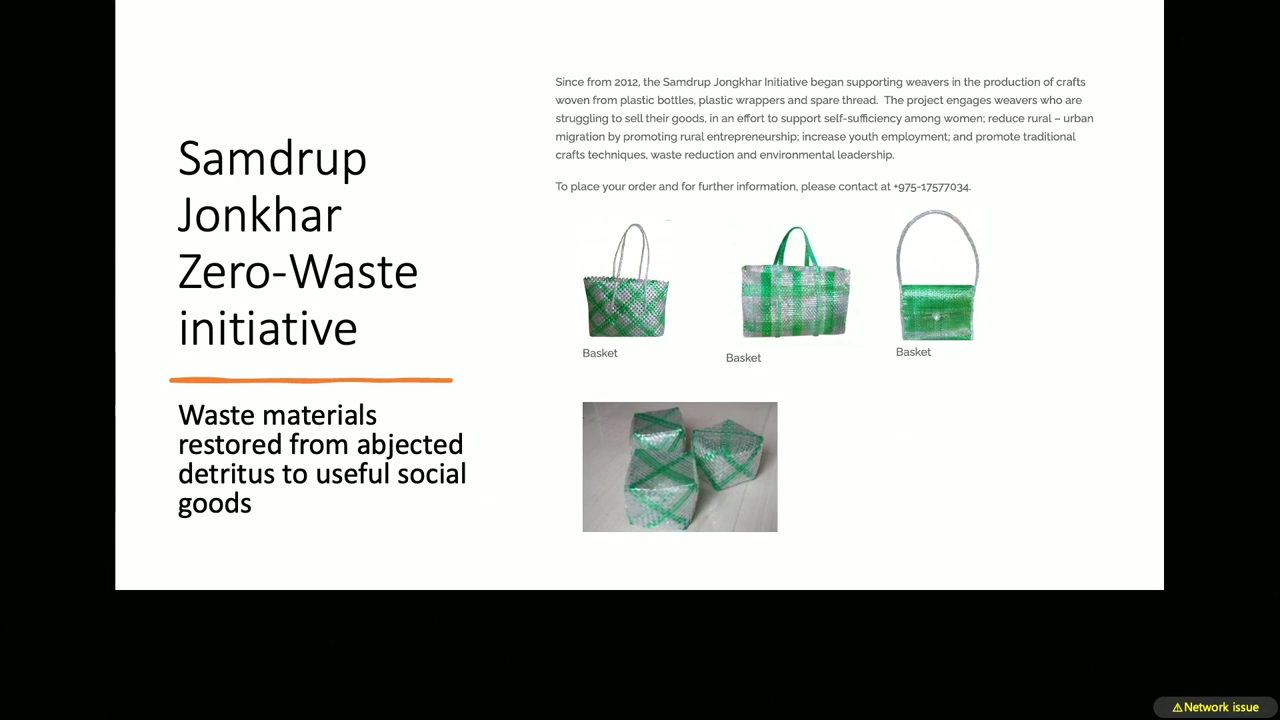 Samdrup
Jonkhar
Zero-Waste
initiative
Waste materials
restored from abjected
detritus to useful social
goods
Since from 2012, the Samdrup Jongkhar Initiative began supporting weavers in the production of crafts
woven from plastic bottles, plastic wrappers and spare thread.  The project engages weavers who are
struggling to sell their goods, in an effort to support self-sufficiency among women; reduce rural – urban
migration by promoting rural entrepreneurship; increase youth employment; and promote traditional
crafts techniques, waste reduction and environmental leadership.
To place your order and for further information, please contact at +975-17577034.
Basket
Basket
Basket
⚠Network issue